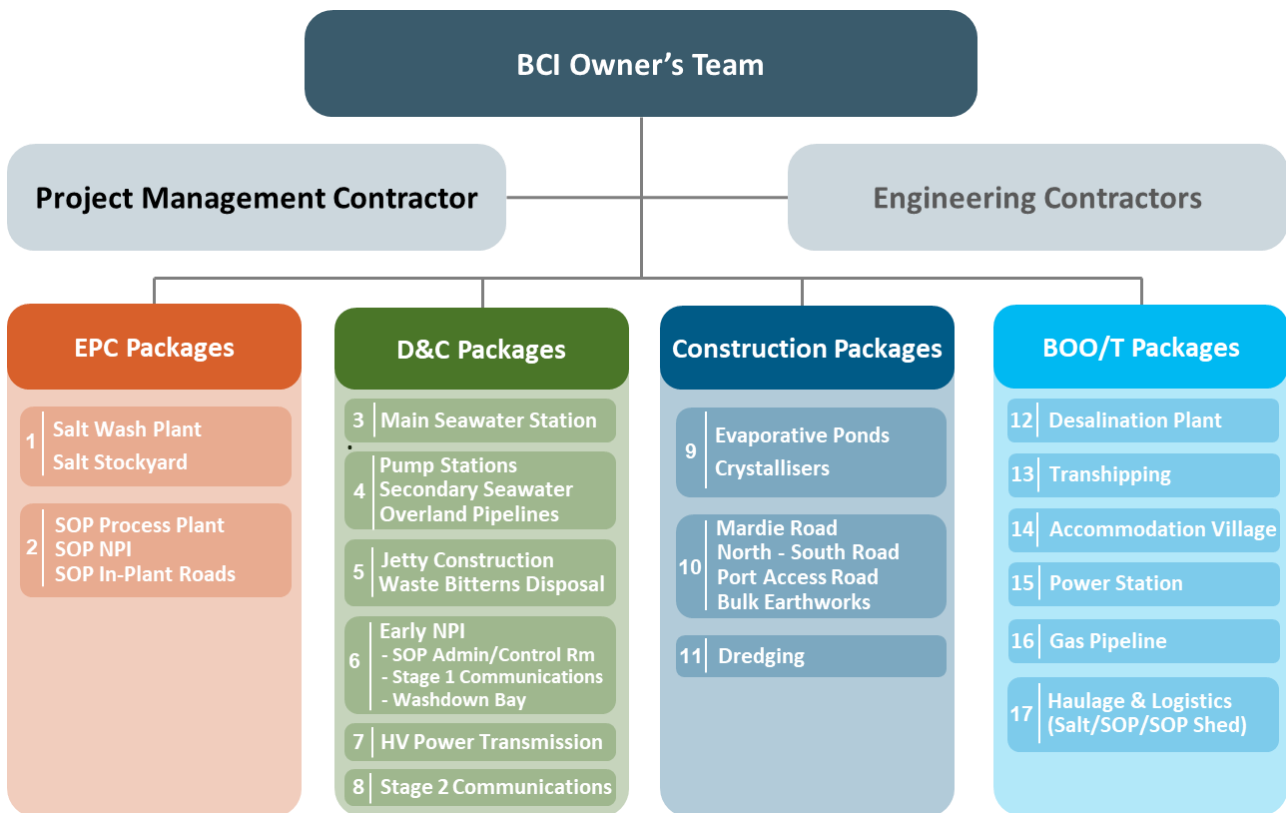 BCI Owner's Team
Project Management Contractor
Engineering Contractors
EPC Packages
1
Salt Wash Plant
Salt Stockyard
2
SOP Process Plant
SOP NPI
SOP In-Plant Roads
D&C Packages
3 Main Seawater Station
4
Pump Stations
Secondary Seawater
Overland Pipelines
5
Jetty Construction
Waste Bitterns Disposal
6
Early NPI
- SOP Admin/Control Rm
- Stage 1 Communications
- Washdown Bay
7 HV Power Transmission
8 Stage 2 Communications
Construction Packages
9
Evaporative Ponds
Crystallisers
10
Mardie Road
North - South Road
Port Access Road
Bulk Earthworks
11 Dredging
BOO/T Packages
12 Desalination Plant
13 Transhipping
14 Accommodation Village
15 Power Station
16 Gas Pipeline
17
Haulage & Logistics
(Salt/SOP/SOP Shed)